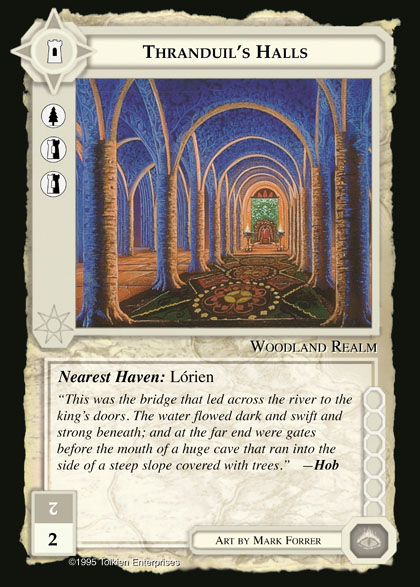 THRANDUIL'S HALLS
WOODLAND REALM
Nearest Haven: Lórien
“This was the bridge that led across the river to the
king's doors. The water flowed dark and swift and
strong beneath; and at the far end were gates
before the mouth of a huge cave that ran into the
side of a steep slope covered with trees.” —Hob
2
2
ART BY MARK FORRER
©1995 Tolkien Enterprises